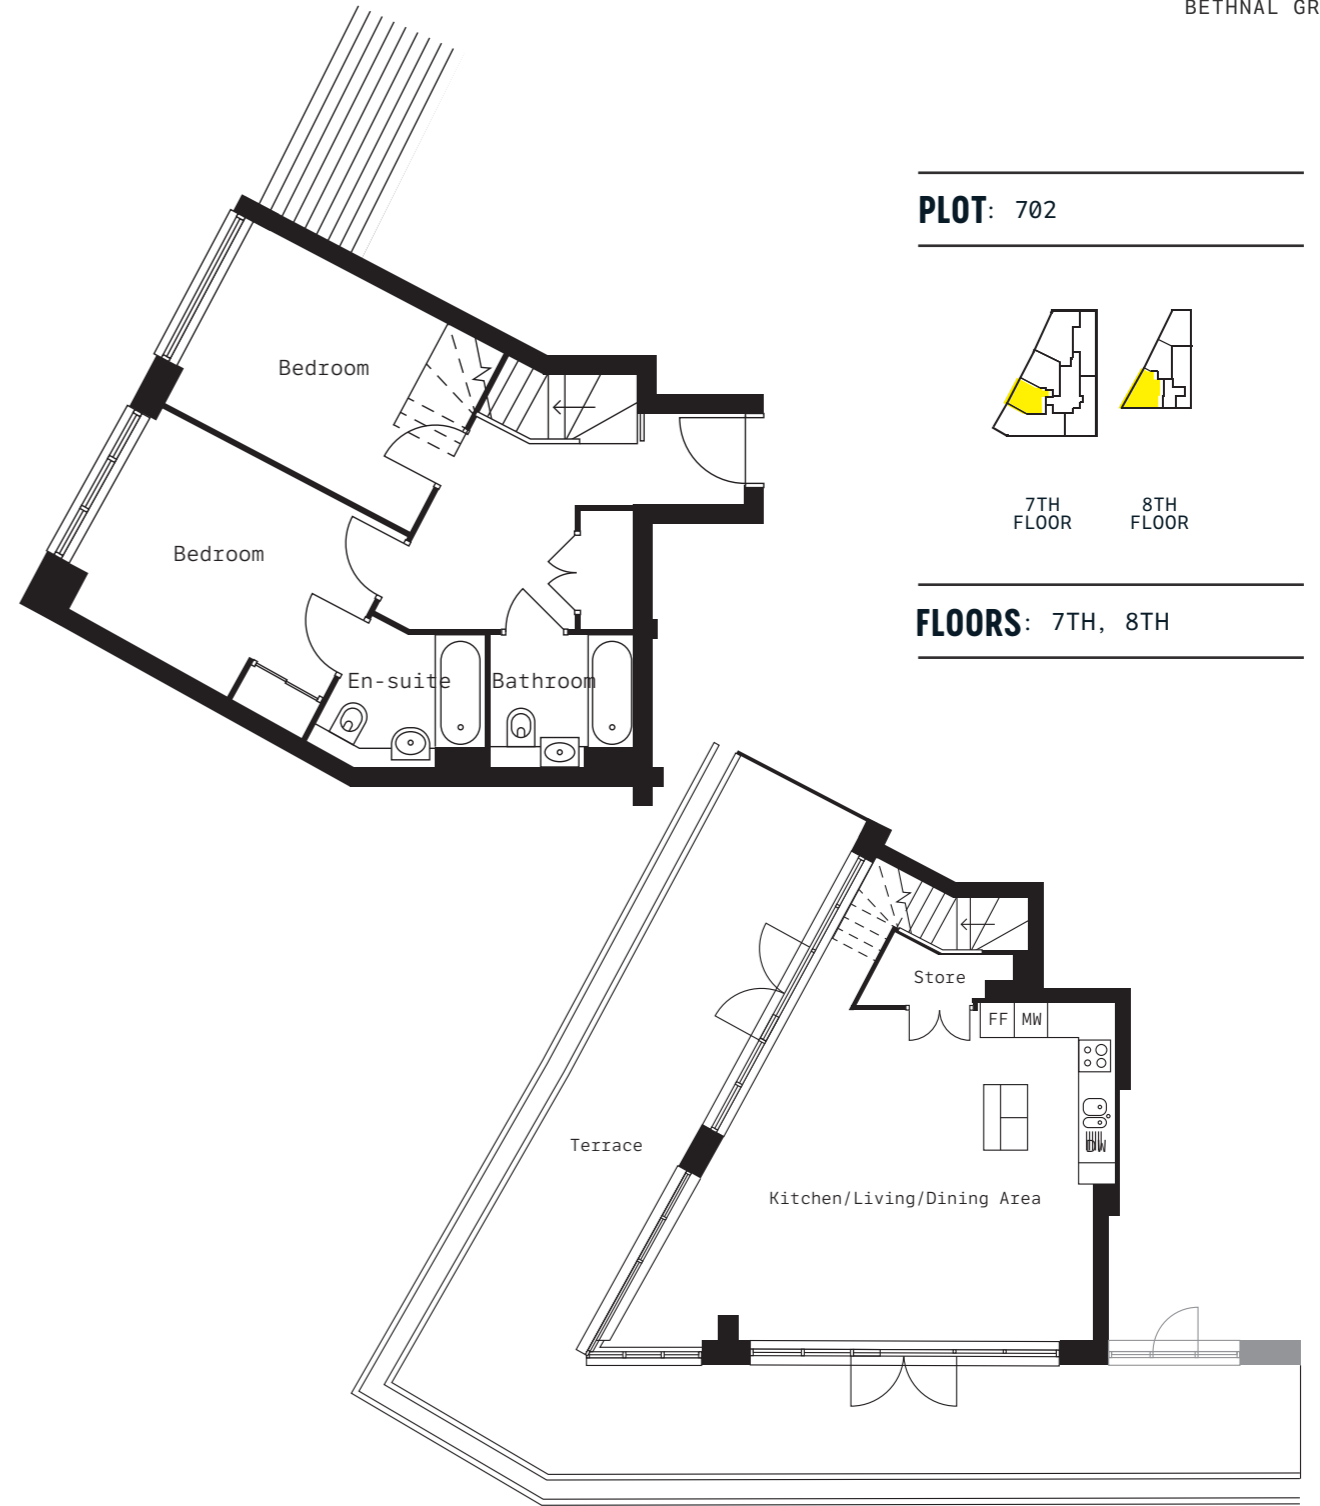 BETHNAL GR
PLOT: 702
7TH
FLOOR
8TH
FLOOR
FLOORS: 7TH, 8TH
Bedroom
Bedroom
En-suite
Bathroom
Store
FF
MW
DW
Terrace
Kitchen/Living/Dining Area